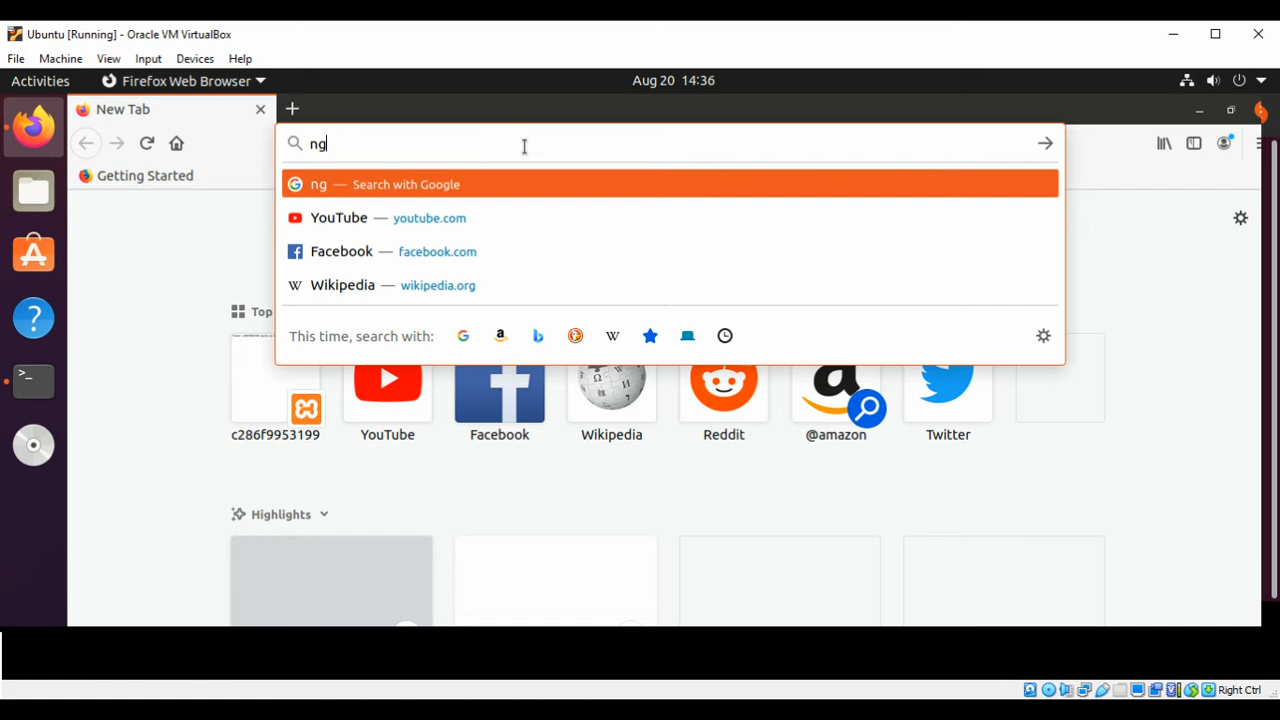 Ubuntu [Running] - Oracle VM VirtualBox
File Machine View Input Devices Help
Activities Firefox Web Browser Aug 20 14:36
New Tab
ng
Getting Started
ng — Search with Google
YouTube — youtube.com
Facebook — facebook.com
Wikipedia — wikipedia.org
Top
This time, search with:
c286f9953199 YouTube Facebook Wikipedia Reddit @amazon Twitter
Highlights
Right Ctrl